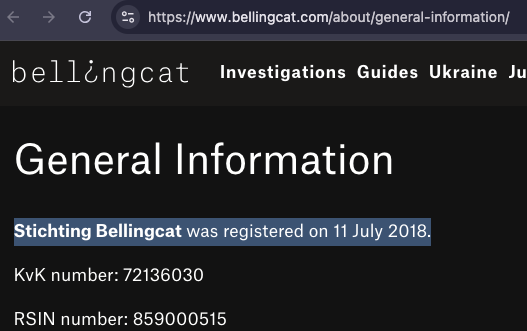 https://www.bellingcat.com/about/general-information/
bell¿ngcat Investigations Guides Ukraine Ju
General Information
Stichting Bellingcat was registered on 11 July 2018.
KvK number: 72136030
RSIN number: 859000515